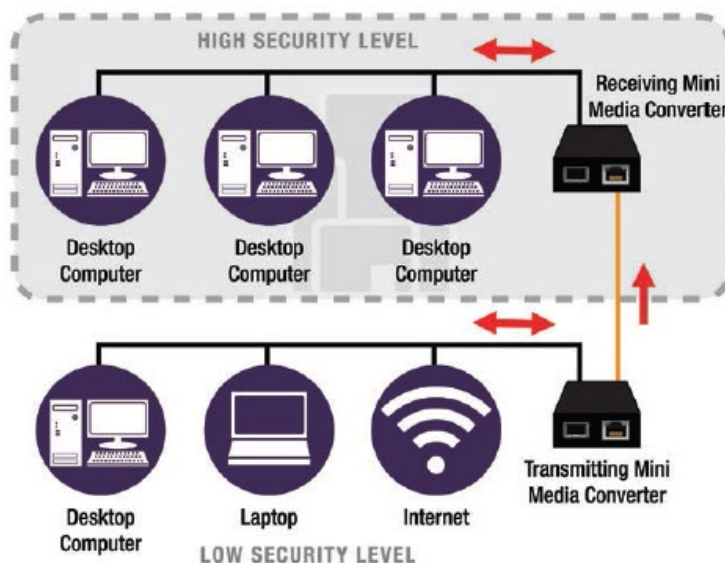 HIGH SECURITY LEVEL
Receiving Mini
Media Converter
Desktop
Computer
Desktop
Computer
Desktop
Computer
Desktop
Computer
Laptop
Internet
Transmitting Mini
Media Converter
LOW SECURITY LEVEL